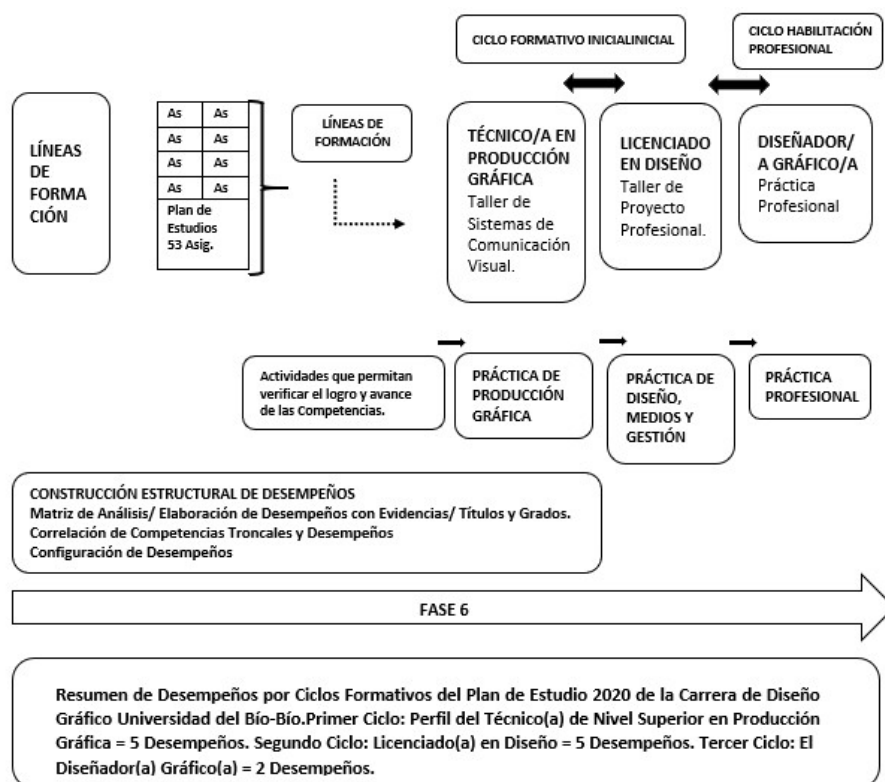 CICLO FORMATIVO INICIALINICIAL
CICLO HABILITACIÓN
PROFESIONAL
LÍNEAS
DE
FORMA
CIÓN
As As
As As
As As
As As
Plan de
Estudios
53 Asig.
LÍNEAS DE
FORMACIÓN
TÉCNICO/A EN
PRODUCCIÓN
GRÁFICA
Taller de
Sistemas de
Comunicación
Visual.
LICENCIADO
EN DISEÑO
Taller de
Proyecto
Profesional.
DISEÑADOR/
A GRÁFICO/A
Práctica
Profesional
Actividades que permitan
verificar el logro y avance
de las Competencias.
PRÁCTICA DE
PRODUCCIÓN
GRÁFICA
PRÁCTICA DE
DISEÑO,
MEDIOS Y
GESTIÓN
PRÁCTICA
PROFESIONAL
CONSTRUCCIÓN ESTRUCTURAL DE DESEMPEÑOS
Matriz de Análisis/ Elaboración de Desempeños con Evidencias/ Títulos y Grados.
Correlación de Competencias Troncales y Desempeños
Configuración de Desempeños
FASE 6
Resumen de Desempeños por Ciclos Formativos del Plan de Estudio 2020 de la Carrera de Diseño
Gráfico Universidad del Bío-Bío.Primer Ciclo: Perfil del Técnico(a) de Nivel Superior en Producción
Gráfica = 5 Desempeños. Segundo Ciclo: Licenciado(a) en Diseño = 5 Desempeños. Tercer Ciclo: El
Diseñador(a) Gráfico(a) = 2 Desempeños.